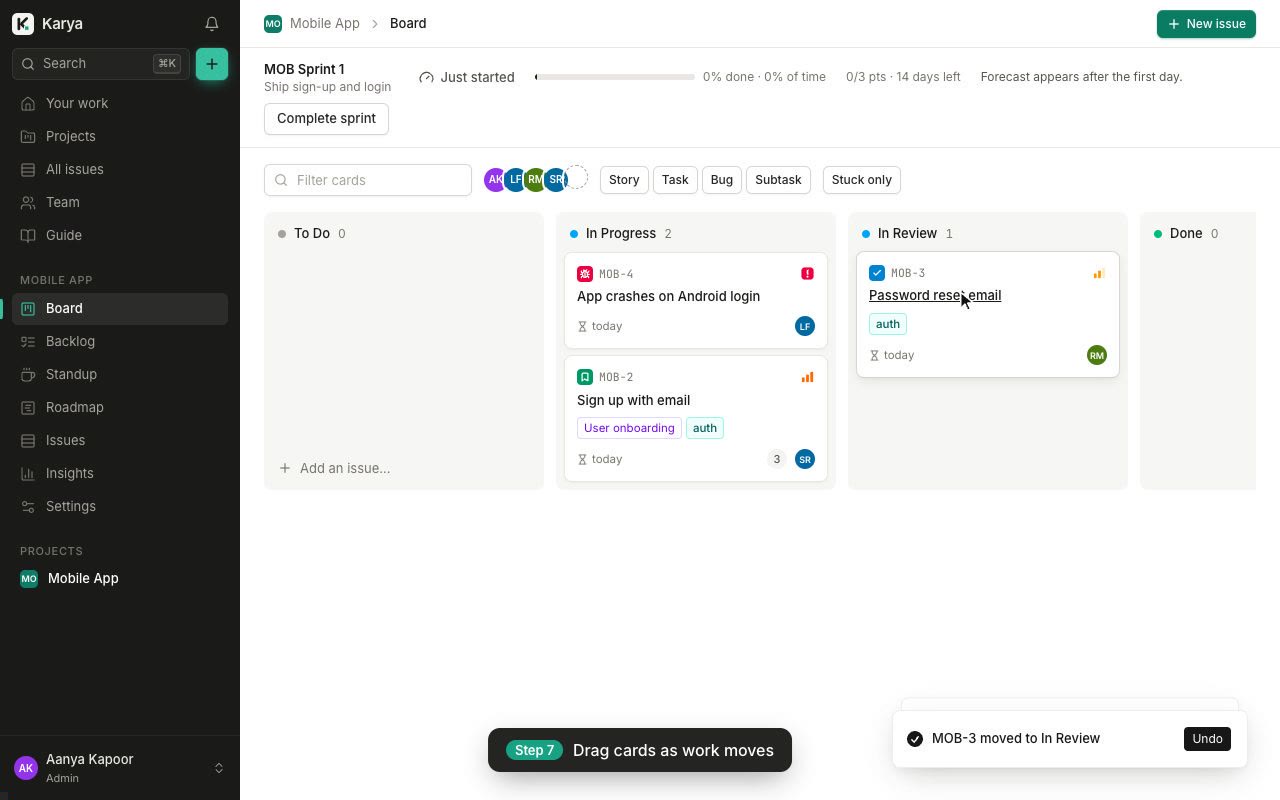 Karya
Search
⌘K
Your work
Projects
All issues
Team
Guide
MOBILE APP
Board
Backlog
Standup
Roadmap
Issues
Insights
Settings
PROJECTS
MO Mobile App
AK
Aanya Kapoor
Admin
MO Mobile App > Board
New issue
MOB Sprint 1
Ship sign-up and login
Just started
0% done · 0% of time
0/3 pts · 14 days left
Forecast appears after the first day.
Complete sprint
Filter cards
AK LF RM SR
Story
Task
Bug
Subtask
Stuck only
To Do 0
Add an issue...
In Progress 2
MOB-4
App crashes on Android login
today
LF
MOB-2
Sign up with email
User onboarding
auth
today
3
SR
In Review 1
MOB-3
Password reset email
auth
today
RM
Done 0
Step 7 Drag cards as work moves
MOB-3 moved to In Review
Undo